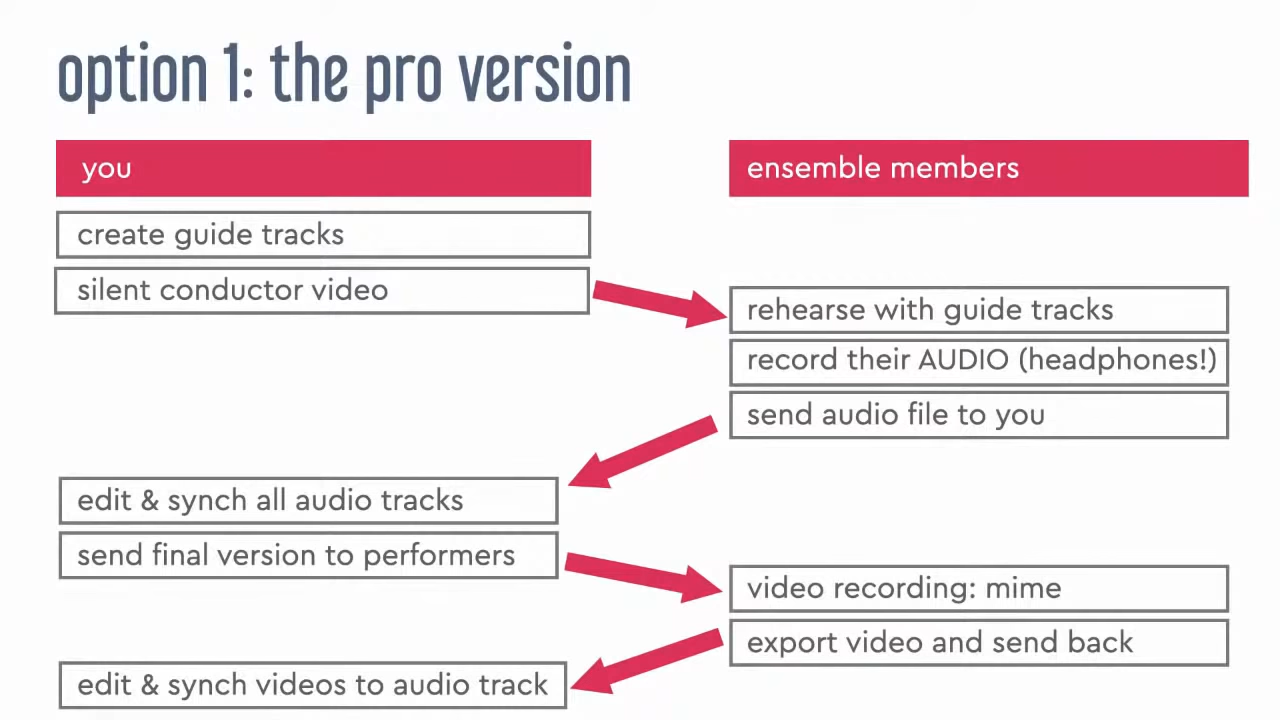 option 1: the pro version
you
ensemble members
create guide tracks
silent conductor video
rehearse with guide tracks
record their AUDIO (headphones!)
send audio file to you
edit & synch all audio tracks
send final version to performers
video recording: mime
export video and send back
edit & synch videos to audio track